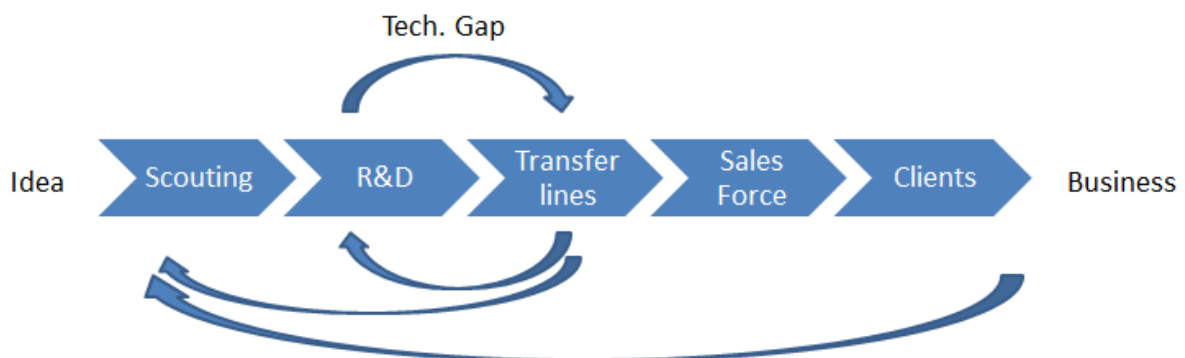 Tech. Gap
Idea
Scouting
R&D
Transfer
lines
Sales
Force
Clients
Business